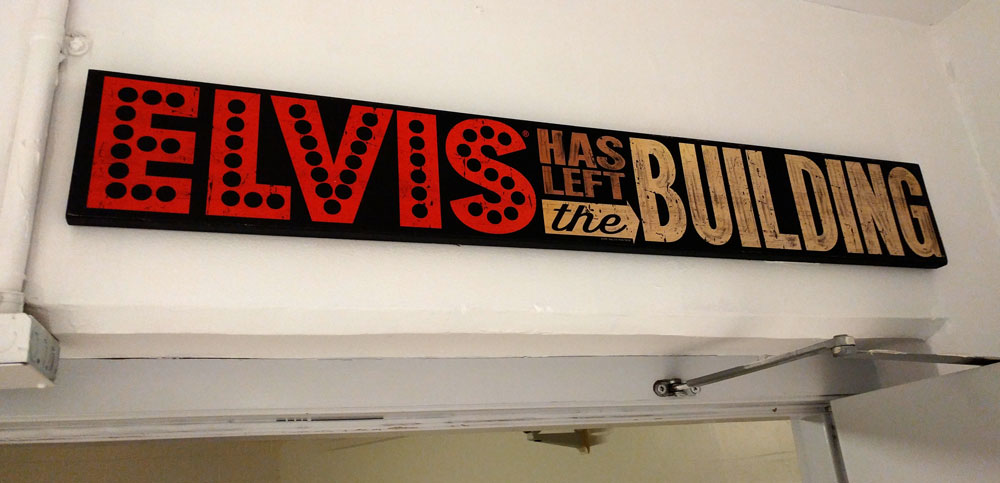 ELVIS®
HAS
LEFT
the
BUILDING